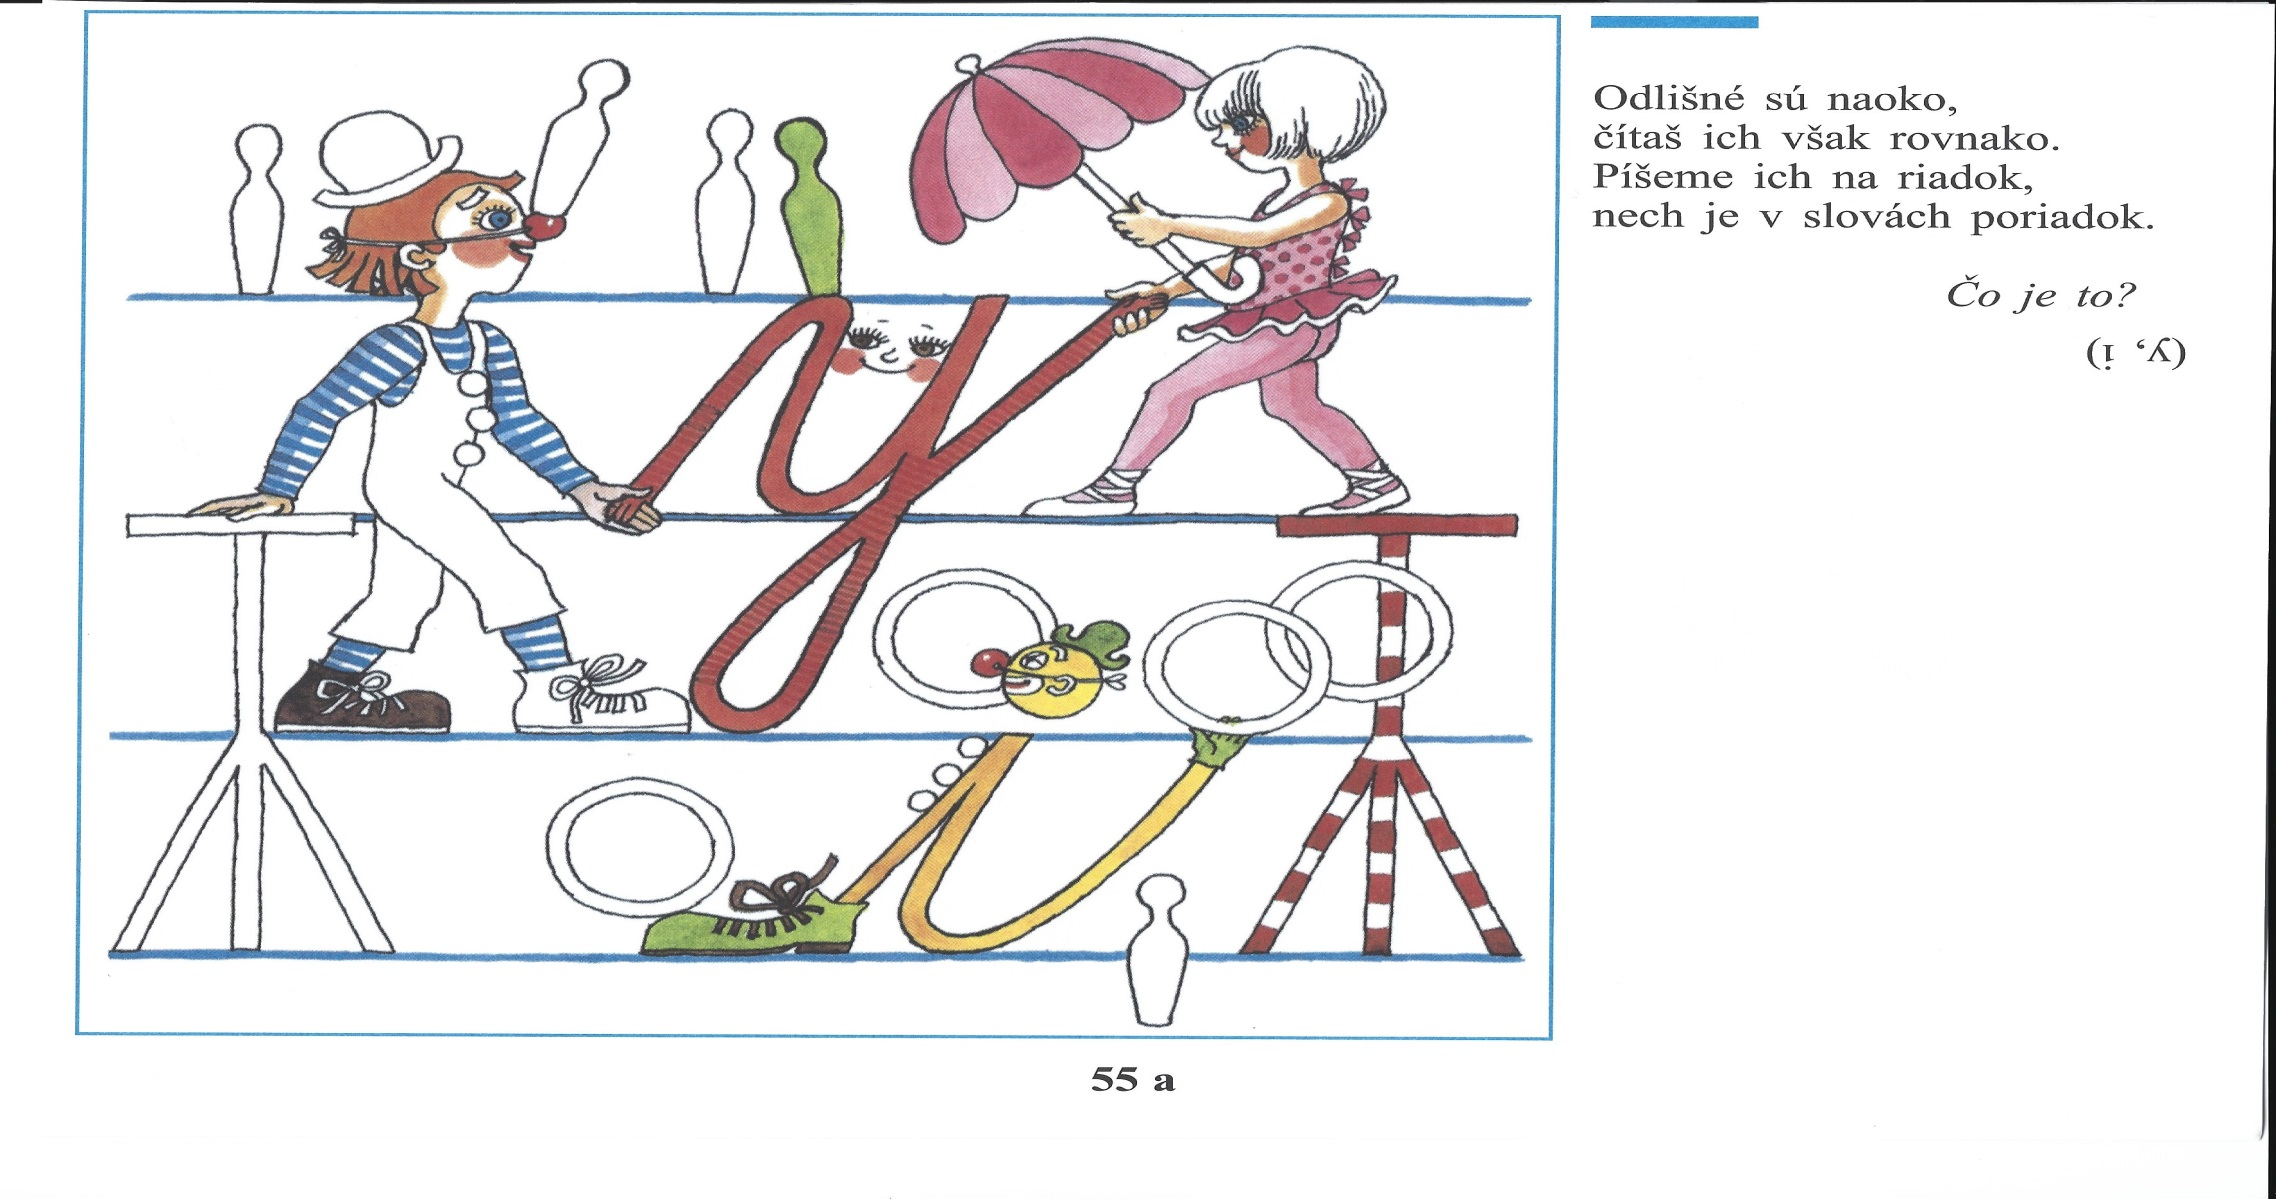 Odlišné sú naoko,
čítaš ich však rovnako.
Píšeme ich na riadok,
nech je v slovách poriadok.
Čo je to?
(y, i)
y
i
55 a